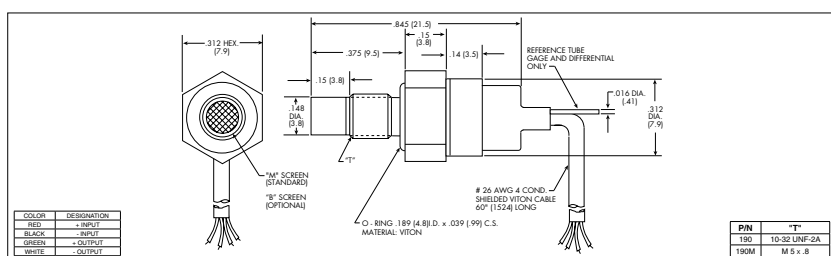 .845 (21.5)
.312 HEX.
(7.9)
.15
(3.8)
.375 (9.5)
.14 (3.5)
REFERENCE TUBE
GAGE AND DIFFERENTIAL
ONLY
.15 (3.8)
.016 DIA.
(.41)
.148
DIA.
(3.8)
.312
DIA.
(7.9)
"T"
"M" SCREEN
(STANDARD)
"B" SCREEN
(OPTIONAL)
# 26 AWG 4 COND.
SHIELDED VITON CABLE
60" (1524) LONG
O - RING .189 (4.8)I.D. x .039 (.99) C.S.
MATERIAL: VITON
COLOR DESIGNATION
RED + INPUT
BLACK - INPUT
GREEN + OUTPUT
WHITE - OUTPUT
P/N "T"
190 10-32 UNF-2A
190M M 5 x .8